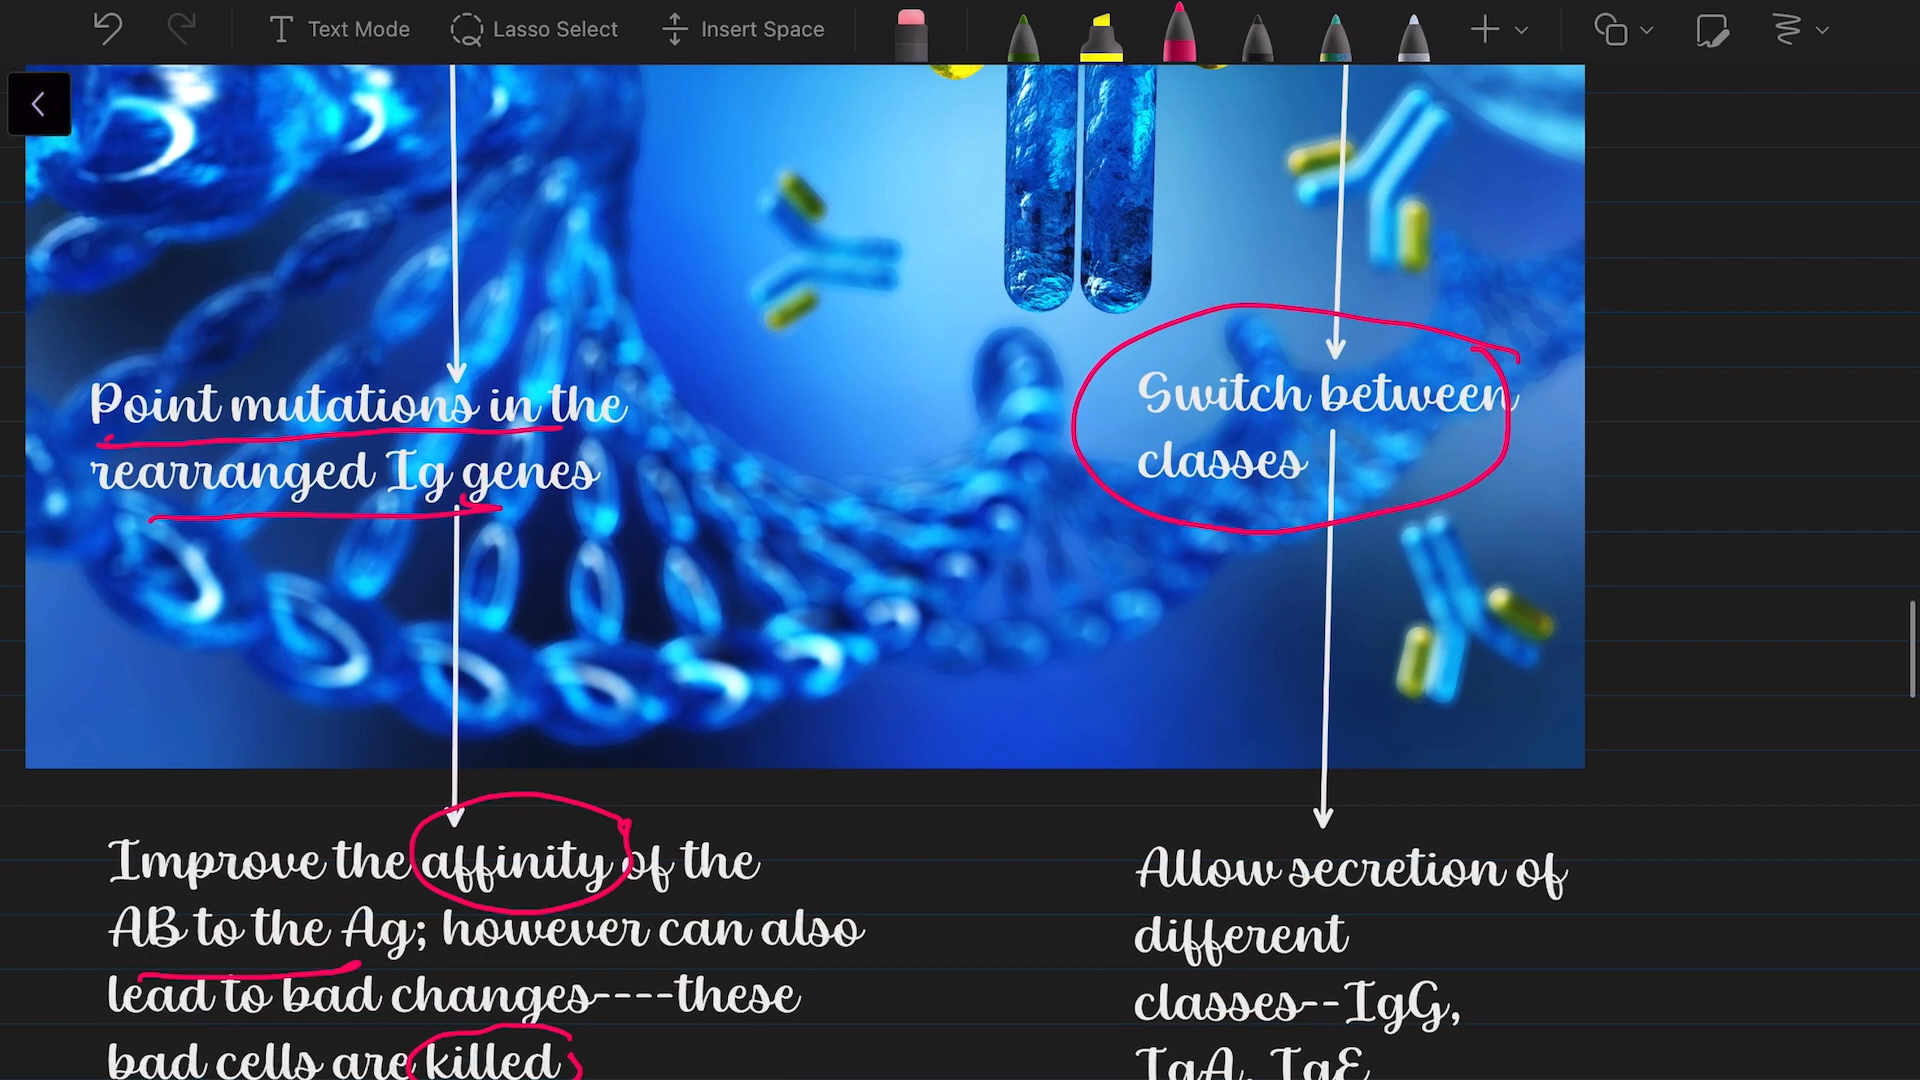 Text Mode
Lasso Select
Insert Space
Point mutations in the
rearranged Ig genes
Switch between
classes
Improve the affinity of the
AB to the Ag; however can also
lead to bad changes----these
bad cells are killed
Allow secretion of
different
classes--IgG,
IgA, IgE